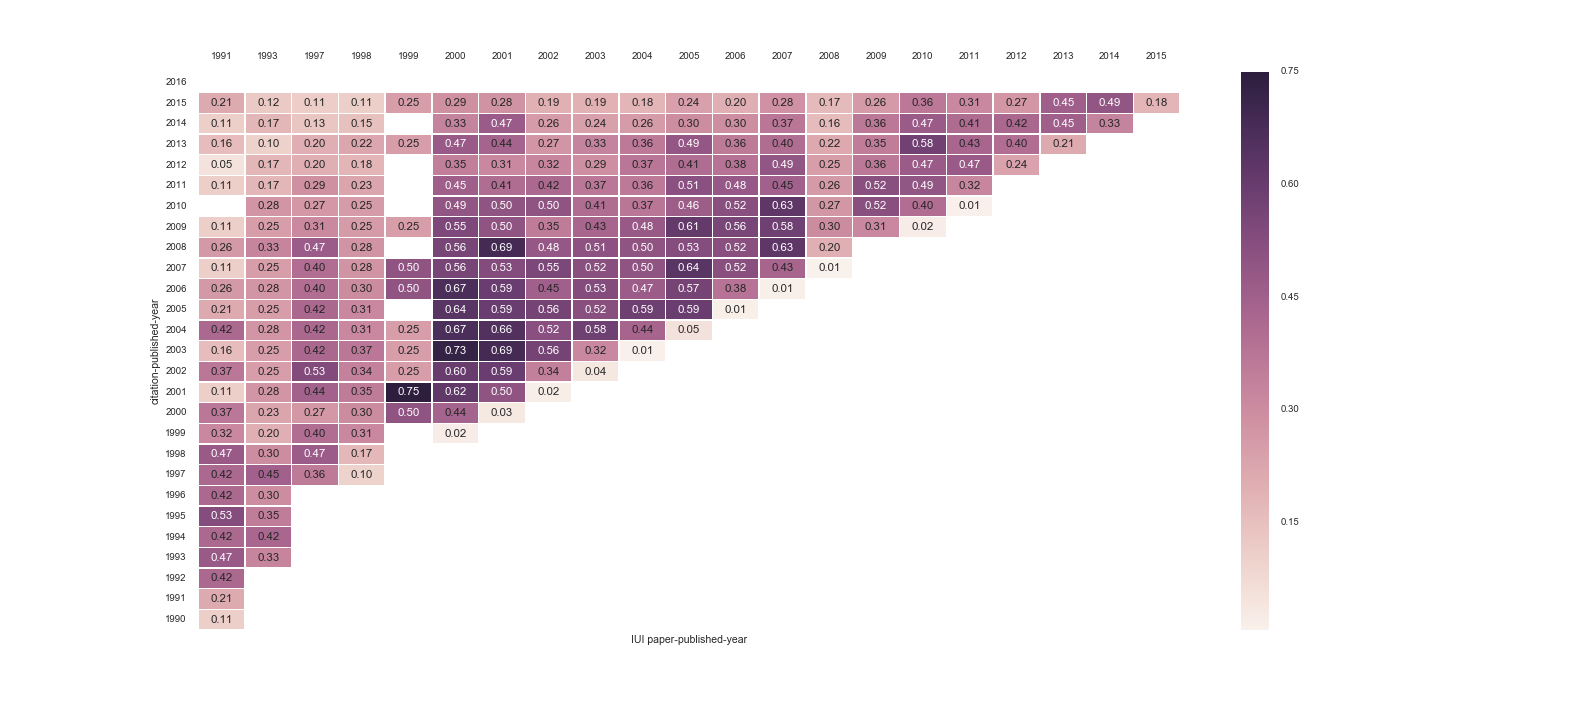 1991 1993 1997 1998 1999 2000 2001 2002 2003 2004 2005 2006 2007 2008 2009 2010 2011 2012 2013 2014 2015
2016
2015 0.21 0.12 0.11 0.11 0.25 0.29 0.28 0.19 0.19 0.18 0.24 0.20 0.28 0.17 0.26 0.36 0.31 0.27 0.45 0.49 0.18
2014 0.11 0.17 0.13 0.15 0.33 0.47 0.26 0.24 0.26 0.30 0.30 0.37 0.16 0.36 0.47 0.41 0.42 0.45 0.33
2013 0.16 0.10 0.20 0.22 0.25 0.47 0.44 0.27 0.33 0.36 0.49 0.36 0.40 0.22 0.35 0.58 0.43 0.40 0.21
2012 0.05 0.17 0.20 0.18 0.35 0.31 0.32 0.29 0.37 0.41 0.38 0.49 0.25 0.36 0.47 0.47 0.24
2011 0.11 0.17 0.29 0.23 0.45 0.41 0.42 0.37 0.36 0.51 0.48 0.45 0.26 0.52 0.49 0.32
2010 0.28 0.27 0.25 0.49 0.50 0.50 0.41 0.37 0.46 0.52 0.63 0.27 0.52 0.40 0.01
2009 0.11 0.25 0.31 0.25 0.25 0.55 0.50 0.35 0.43 0.48 0.61 0.56 0.58 0.30 0.31 0.02
2008 0.26 0.33 0.47 0.28 0.56 0.69 0.48 0.51 0.50 0.53 0.52 0.63 0.20
2007 0.11 0.25 0.40 0.28 0.50 0.56 0.53 0.55 0.52 0.50 0.64 0.52 0.43 0.01
2006 0.26 0.28 0.40 0.30 0.50 0.67 0.59 0.45 0.53 0.47 0.57 0.38 0.01
2005 0.21 0.25 0.42 0.31 0.64 0.59 0.56 0.52 0.59 0.59 0.01
2004 0.42 0.28 0.42 0.31 0.25 0.67 0.66 0.52 0.58 0.44 0.05
2003 0.16 0.25 0.42 0.37 0.25 0.73 0.69 0.56 0.32 0.01
2002 0.37 0.25 0.53 0.34 0.25 0.60 0.59 0.34 0.04
2001 0.11 0.28 0.44 0.35 0.75 0.62 0.50 0.02
2000 0.37 0.23 0.27 0.30 0.50 0.44 0.03
1999 0.32 0.20 0.40 0.31 0.02
1998 0.47 0.30 0.47 0.17
1997 0.42 0.45 0.36 0.10
1996 0.42 0.30
1995 0.53 0.35
1994 0.42 0.42
1993 0.47 0.33
1992 0.42
1991 0.21
1990 0.11
citation-published-year
IUI paper-published-year
0.75
0.60
0.45
0.30
0.15